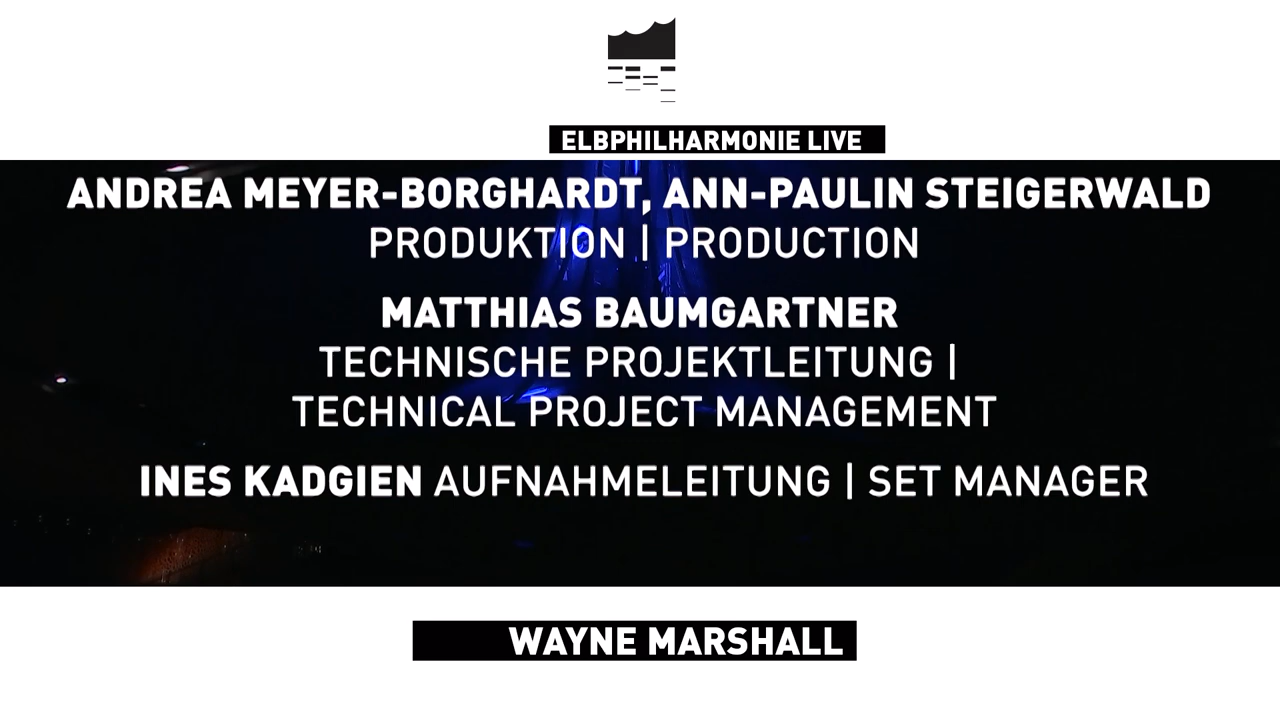 ELBPHILHARMONIE LIVE
ANDREA MEYER-BORGHARDT, ANN-PAULIN STEIGERWALD
PRODUKTION | PRODUCTION
MATTHIAS BAUMGARTNER
TECHNISCHE PROJEKTLEITUNG |
TECHNICAL PROJECT MANAGEMENT
INES KADGIEN AUFNAHMELEITUNG | SET MANAGER
WAYNE MARSHALL